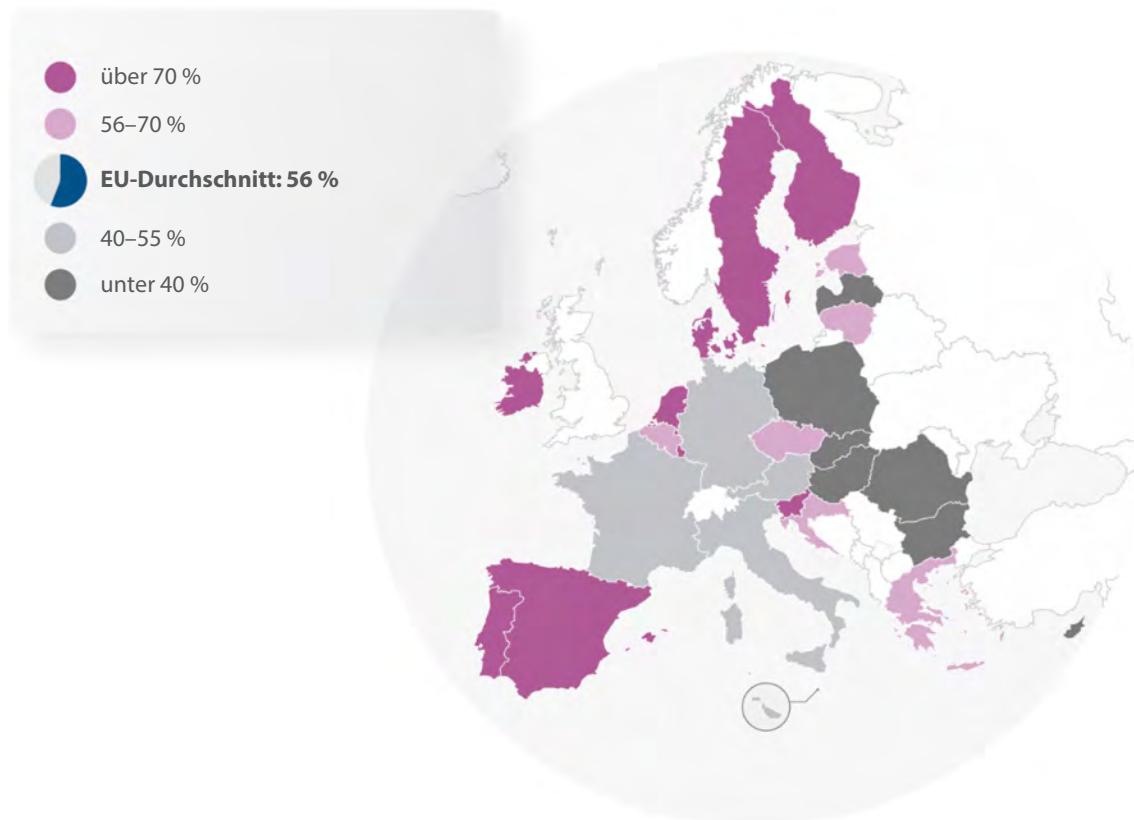 über 70 %
56–70 %
EU-Durchschnitt: 56 %
40–55 %
unter 40 %